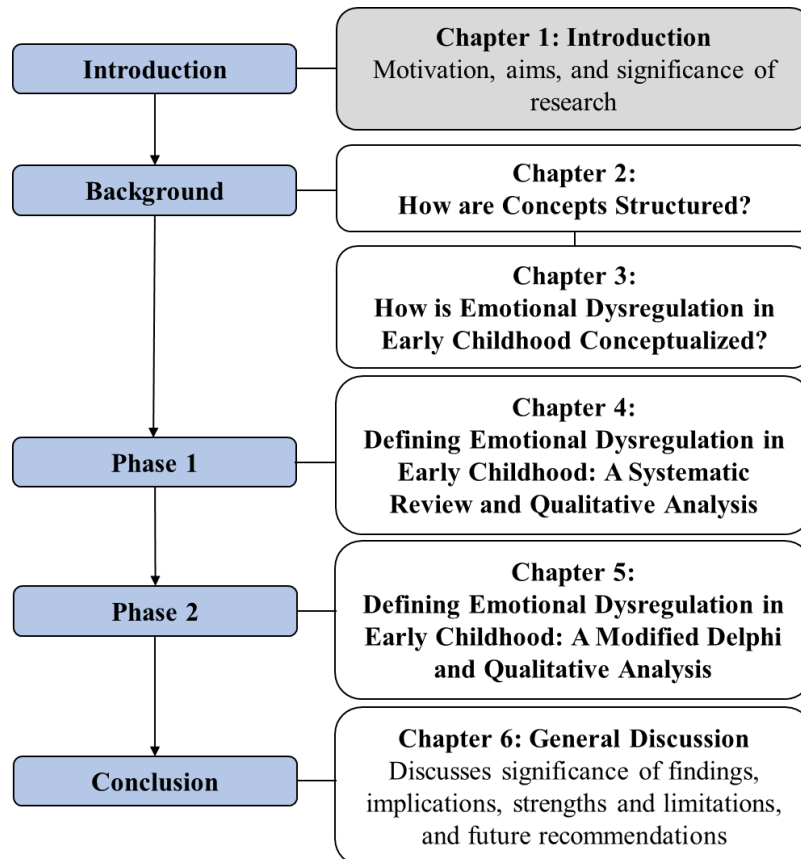 Introduction
Chapter 1: Introduction
Motivation, aims, and significance of
research
Background
Chapter 2:
How are Concepts Structured?
Chapter 3:
How is Emotional Dysregulation in
Early Childhood Conceptualized?
Phase 1
Chapter 4:
Defining Emotional Dysregulation in
Early Childhood: A Systematic
Review and Qualitative Analysis
Phase 2
Chapter 5:
Defining Emotional Dysregulation in
Early Childhood: A Modified Delphi
and Qualitative Analysis
Conclusion
Chapter 6: General Discussion
Discusses significance of findings,
implications, strengths and limitations,
and future recommendations